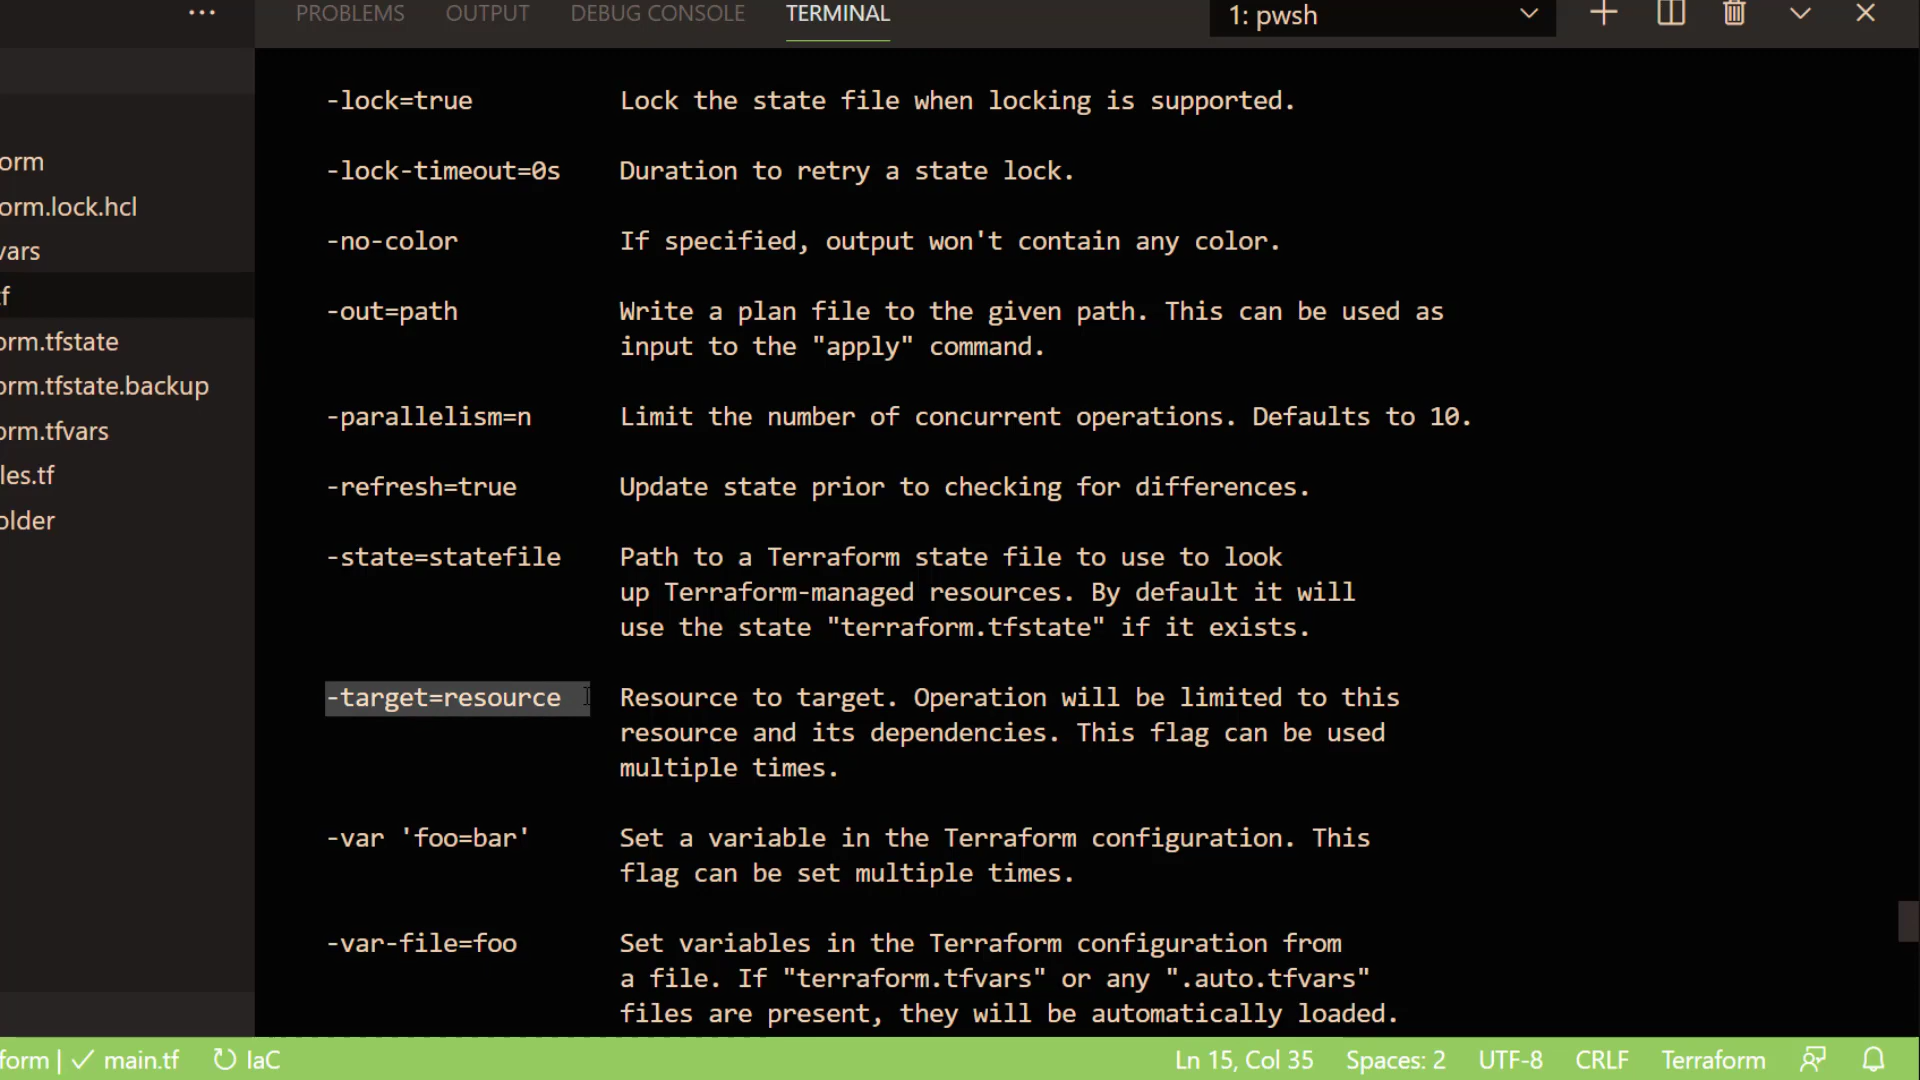 PROBLEMS OUTPUT DEBUG CONSOLE TERMINAL 1: pwsh
orm
orm.lock.hcl
vars
f
orm.tfstate
orm.tfstate.backup
orm.tfvars
les.tf
older
-lock=true Lock the state file when locking is supported.
-lock-timeout=0s Duration to retry a state lock.
-no-color If specified, output won't contain any color.
-out=path Write a plan file to the given path. This can be used as
input to the "apply" command.
-parallelism=n Limit the number of concurrent operations. Defaults to 10.
-refresh=true Update state prior to checking for differences.
-state=statefile Path to a Terraform state file to use to look
up Terraform-managed resources. By default it will
use the state "terraform.tfstate" if it exists.
-target=resource Resource to target. Operation will be limited to this
resource and its dependencies. This flag can be used
multiple times.
-var 'foo=bar' Set a variable in the Terraform configuration. This
flag can be set multiple times.
-var-file=foo Set variables in the Terraform configuration from
a file. If "terraform.tfvars" or any ".auto.tfvars"
files are present, they will be automatically loaded.
form | ✓ main.tf IaC Ln 15, Col 35 Spaces: 2 UTF-8 CRLF Terraform